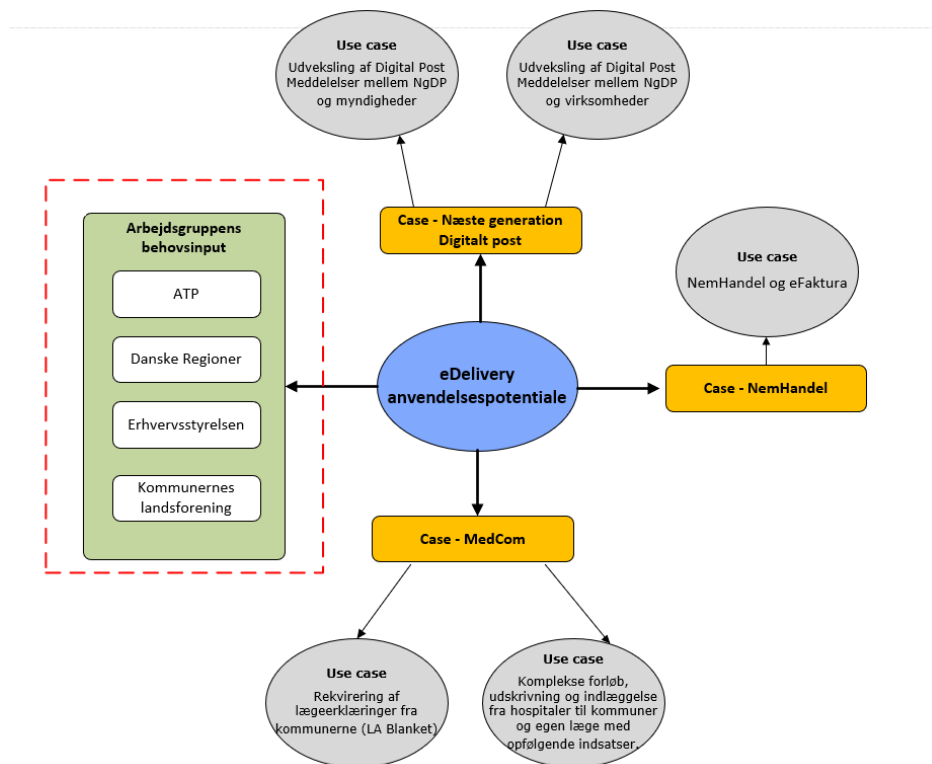 Use case
Udveksling af Digital Post
Meddelelser mellem NgDP
og myndigheder
Use case
Udveksling af Digital Post
Meddelelser mellem NgDP
og virksomheder
Case - Næste generation
Digitalt post
Arbejdsgruppens
behovsinput
ATP
Danske Regioner
Erhvervsstyrelsen
Kommunernes
landsforening
eDelivery
anvendelsespotentiale
Use case
NemHandel og eFaktura
Case - NemHandel
Case - MedCom
Use case
Rekvirering af
lægeerklæringer fra
kommunerne (LA Blanket)
Use case
Komplekse forløb,
udskrivning og indlæggelse
fra hospitaler til kommuner
og egen læge med
opfølgende indsatser.